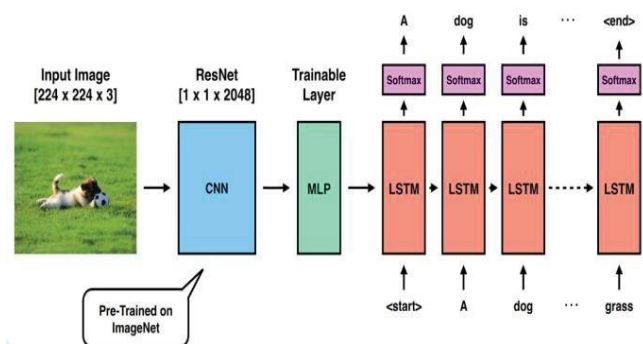 A dog is ... <end>
Softmax Softmax Softmax Softmax
Input Image
[224 x 224 x 3]
ResNet
[1 x 1 x 2048]
Trainable
Layer
CNN
MLP
LSTM LSTM LSTM LSTM
<start> A dog ... grass
Pre-Trained on
ImageNet